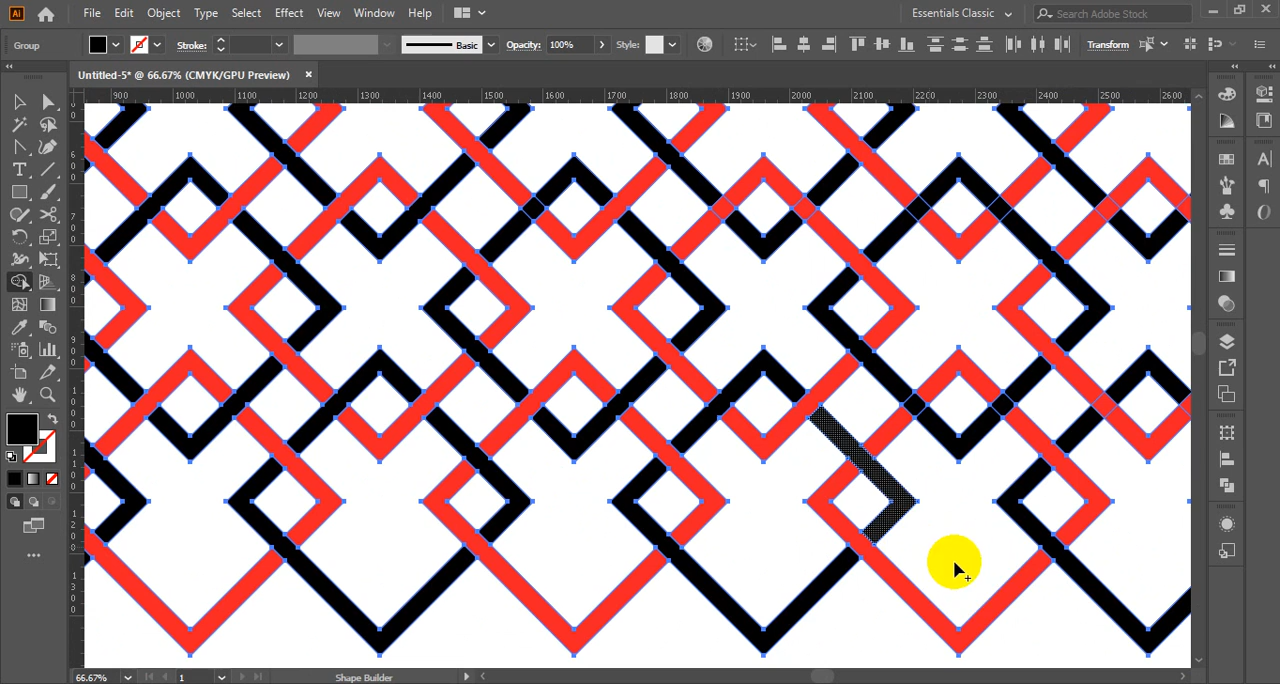 Ai File Edit Object Type Select Effect View Window Help Essentials Classic Search Adobe Stock
Group Stroke: Basic Opacity: 100% Style: Transform
Untitled-5* @ 66.67% (CMYK/GPU Preview) ×
900 1000 1100 1200 1300 1400 1500 1600 1700 1800 1900 2000 2100 2200 2300 2400 2500 2600
66.67% 1 Shape Builder